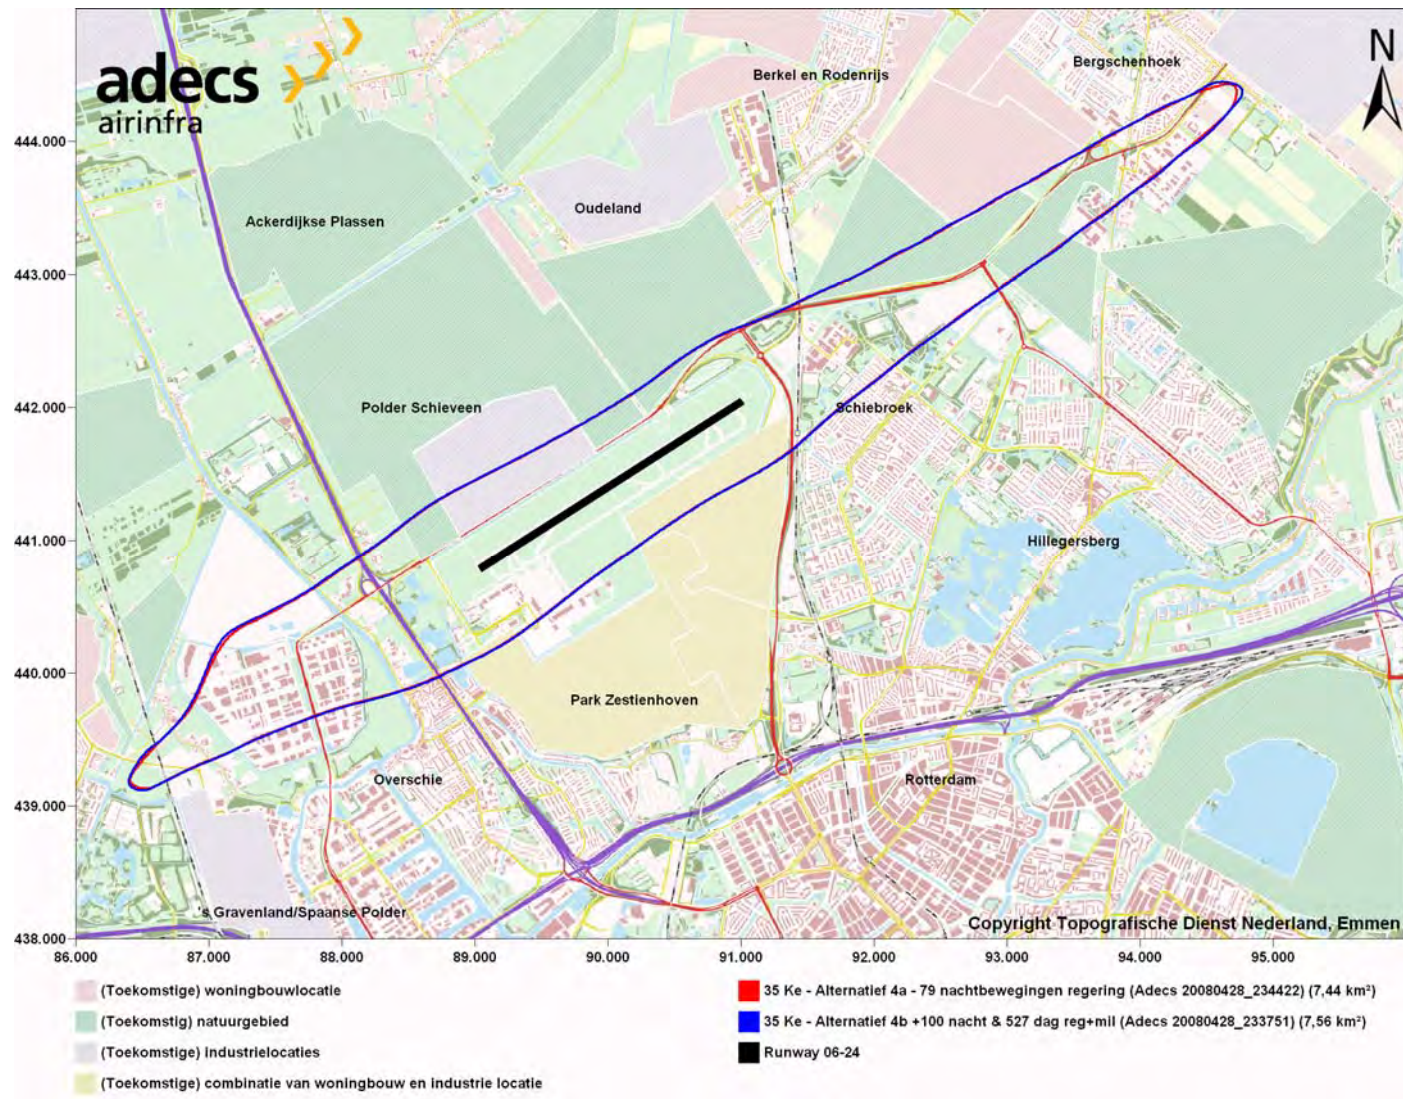 adecs
airinfra
N
Bergschenhoek
Berkel en Rodenrijs
444.000
Oudeland
Ackerdijkse Plassen
443.000
442.000
Polder Schieveen
Schiebroek
441.000
Hillegersberg
440.000
Park Zestienhoven
Overschie
Rotterdam
439.000
's Gravenland/Spaanse Polder
Copyright Topografische Dienst Nederland, Emmen
438.000
86.000 87.000 88.000 89.000 90.000 91.000 92.000 93.000 94.000 95.000
(Toekomstige) woningbouwlocatie
(Toekomstig) natuurgebied
(Toekomstige) industrielocaties
(Toekomstige) combinatie van woningbouw en industrie locatie
35 Ke - Alternatief 4a - 79 nachtbewegingen regering (Adecs 20080428_234422) (7,44 km²)
35 Ke - Alternatief 4b +100 nacht & 527 dag reg+mil (Adecs 20080428_233751) (7,56 km²)
Runway 06-24